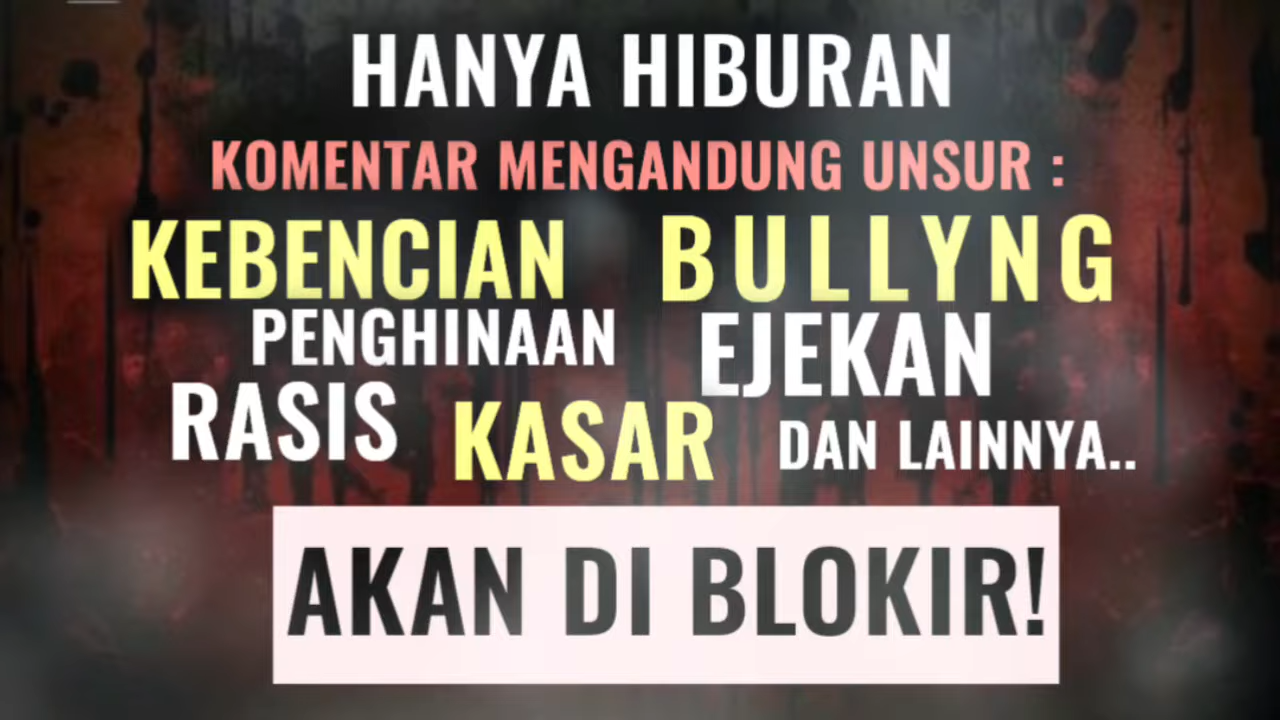 HANYA HIBURAN
KOMENTAR MENGANDUNG UNSUR :
KEBENCIAN BULLYNG
PENGHINAAN EJEKAN
RASIS KASAR DAN LAINNYA..
AKAN DI BLOKIR!